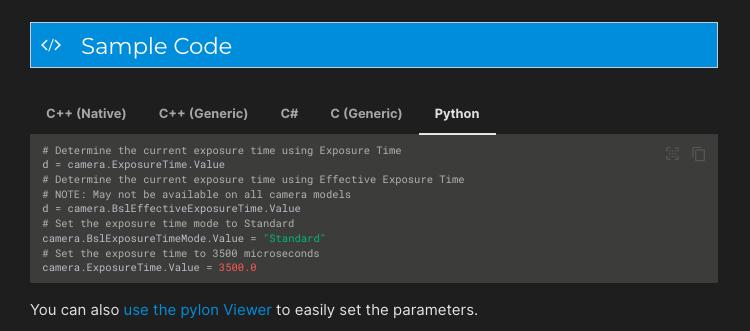 </> Sample Code
C++ (Native) C++ (Generic) C# C (Generic) Python
# Determine the current exposure time using Exposure Time
d = camera.ExposureTime.Value
# Determine the current exposure time using Effective Exposure Time
# NOTE: May not be available on all camera models
d = camera.BslEffectiveExposureTime.Value
# Set the exposure time mode to Standard
camera.BslExposureTimeMode.Value = "Standard"
# Set the exposure time to 3500 microseconds
camera.ExposureTime.Value = 3500.0
You can also use the pylon Viewer to easily set the parameters.